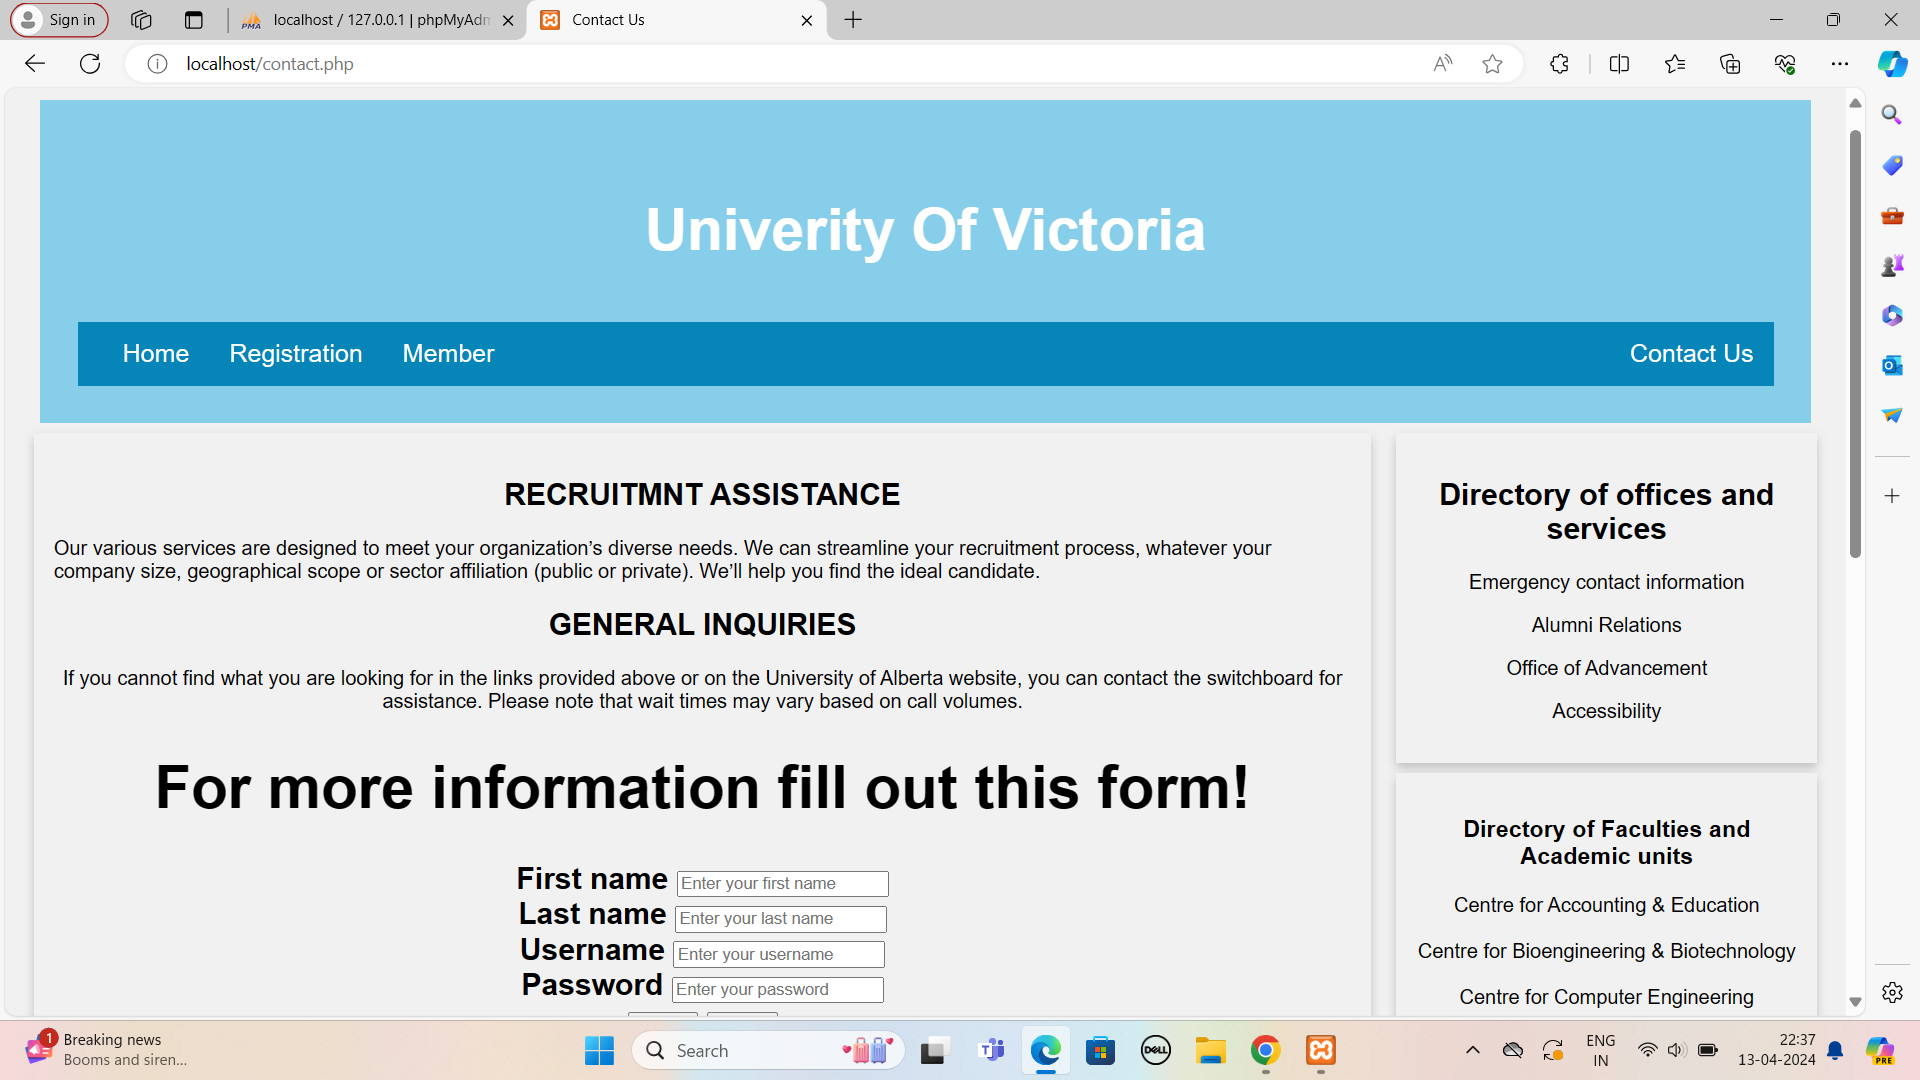 Sign in
localhost / 127.0.0.1 | phpMyAdm
Contact Us
localhost/contact.php
Univerity Of Victoria
Home
Registration
Member
Contact Us
RECRUITMNT ASSISTANCE
Our various services are designed to meet your organization’s diverse needs. We can streamline your recruitment process, whatever your
company size, geographical scope or sector affiliation (public or private). We’ll help you find the ideal candidate.
GENERAL INQUIRIES
If you cannot find what you are looking for in the links provided above or on the University of Alberta website, you can contact the switchboard for
assistance. Please note that wait times may vary based on call volumes.
For more information fill out this form!
First name Enter your first name
Last name Enter your last name
Username Enter your username
Password Enter your password
Directory of offices and
services
Emergency contact information
Alumni Relations
Office of Advancement
Accessibility
Directory of Faculties and
Academic units
Centre for Accounting & Education
Centre for Bioengineering & Biotechnology
Centre for Computer Engineering
1
Breaking news
Booms and siren...
Search
DELL
ENG
IN
22:37
13-04-2024
PRE